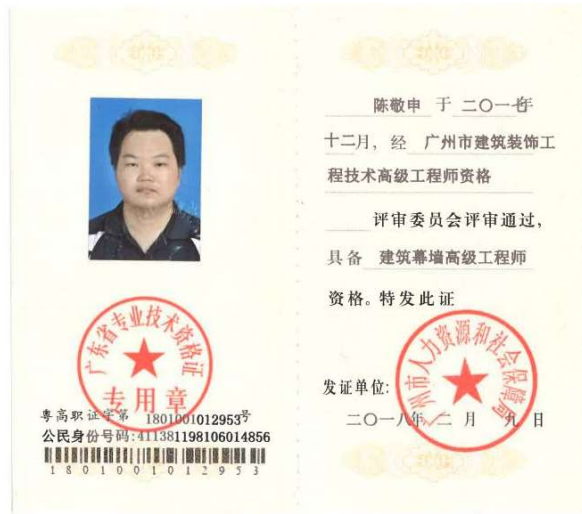 广东省专业技术资格证
专用章
粤高职证字第 1801001012953号
公民身份号码:411381198106014856
1801001012953
陈敬申 于 二〇一七年
十二月，经 广州市建筑装饰工
程技术高级工程师资格
评审委员会评审通过，
具备 建筑幕墙高级工程师
资格。特发此证
广州市人力资源和社会保障局
发证单位:
二〇一八年 二 月 九 日